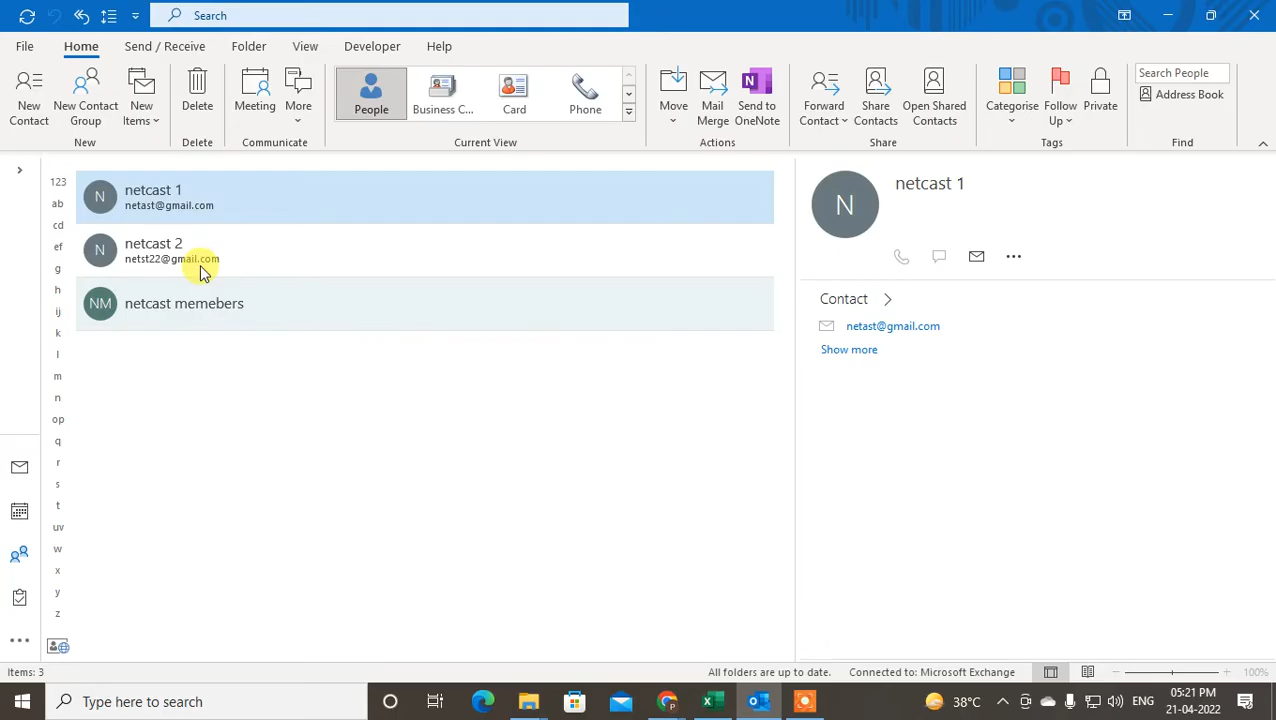 Search
File Home Send / Receive Folder View Developer Help
New Contact
New Contact Group
New Items
Delete
Meeting
More
People
Business C...
Card
Phone
Move
Mail Merge
Send to OneNote
Forward Contact
Share Contacts
Open Shared Contacts
Categorise
Follow Up
Private
Search People
Address Book
New Delete Communicate Current View Actions Share Tags Find
123
ab
cd
ef
g
h
ij
k
l
m
n
op
q
r
s
t
uv
w
x
y
z
N
netcast 1
netast@gmail.com
N
netcast 2
netst22@gmail.com
NM
netcast memebers
N
netcast 1
Contact
netast@gmail.com
Show more
Items: 3
All folders are up to date. Connected to: Microsoft Exchange
100%
Type here to search
38°C
ENG
05:21 PM
21-04-2022